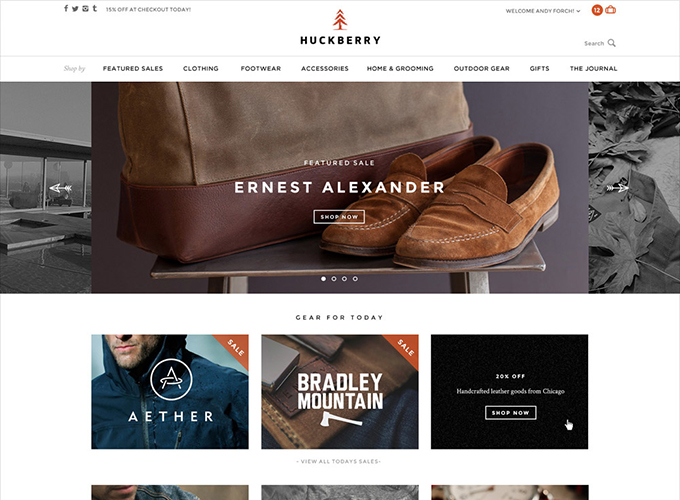 15% OFF AT CHECKOUT TODAY!
WELCOME ANDY FORCH!
12
HUCKBERRY
Search
Shop by
FEATURED SALES
CLOTHING
FOOTWEAR
ACCESSORIES
HOME & GROOMING
OUTDOOR GEAR
GIFTS
THE JOURNAL
FEATURED SALE
ERNEST ALEXANDER
SHOP NOW
GEAR FOR TODAY
SALE
AETHER
SALE
BRADLEY
MOUNTAIN
20% OFF
Handcrafted leather goods from Chicago
SHOP NOW
- VIEW ALL TODAYS SALES-